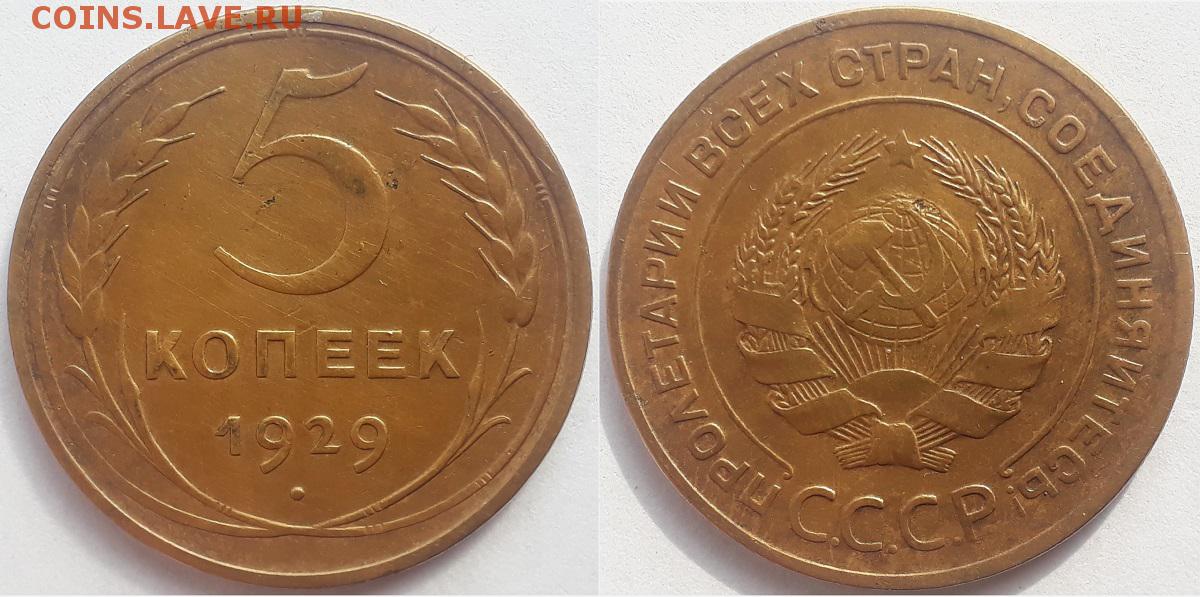 COINS.LAVE.RU
5
КОПЕЕК
1929
ПРОЛЕТАРИИ ВСЕХ СТРАН, СОЕДИНЯЙТЕСЬ!
С.С.С.Р.